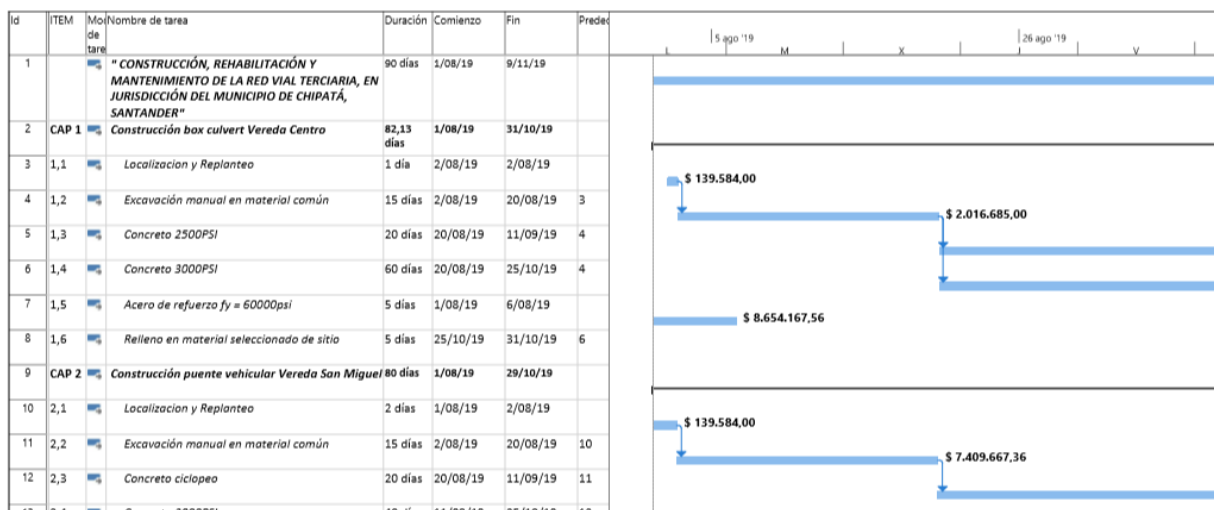 Id ITEM Mo de tare Nombre de tarea Duración Comienzo Fin Predec
5 ago '19 26 ago '19
L M X J V
1 " CONSTRUCCIÓN, REHABILITACIÓN Y 90 días 1/08/19 9/11/19
MANTENIMIENTO DE LA RED VIAL TERCIARIA, EN
JURISDICCIÓN DEL MUNICIPIO DE CHIPATÁ,
SANTANDER"
2 CAP 1 Construcción box culvert Vereda Centro 82,13 días 1/08/19 31/10/19
3 1,1 Localizacion y Replanteo 1 día 2/08/19 2/08/19 $ 139.584,00
4 1,2 Excavación manual en material común 15 días 2/08/19 20/08/19 3 $ 2.016.685,00
5 1,3 Concreto 2500PSI 20 días 20/08/19 11/09/19 4
6 1,4 Concreto 3000PSI 60 días 20/08/19 25/10/19 4
7 1,5 Acero de refuerzo fy = 60000psi 5 días 1/08/19 6/08/19 $ 8.654.167,56
8 1,6 Relleno en material seleccionado de sitio 5 días 25/10/19 31/10/19 6
9 CAP 2 Construcción puente vehicular Vereda San Miguel 80 días 1/08/19 29/10/19
10 2,1 Localizacion y Replanteo 2 días 1/08/19 2/08/19 $ 139.584,00
11 2,2 Excavación manual en material común 15 días 2/08/19 20/08/19 10 $ 7.409.667,36
12 2,3 Concreto ciclopeo 20 días 20/08/19 11/09/19 11